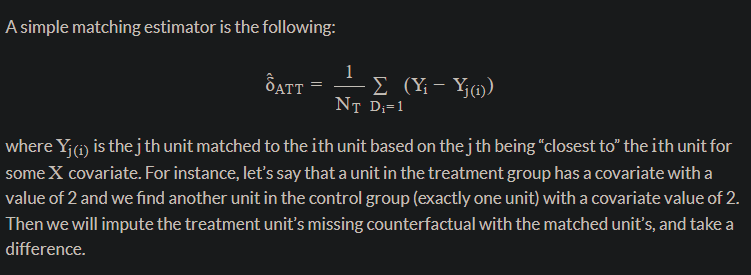 A simple matching estimator is the following:
δ̂ATT = 1/NT ∑Di=1 (Yi − Yj(i))
where Yj(i) is the j th unit matched to the i th unit based on the j th being “closest to” the i th unit for
some X covariate. For instance, let’s say that a unit in the treatment group has a covariate with a
value of 2 and we find another unit in the control group (exactly one unit) with a covariate value of 2.
Then we will impute the treatment unit’s missing counterfactual with the matched unit’s, and take a
difference.